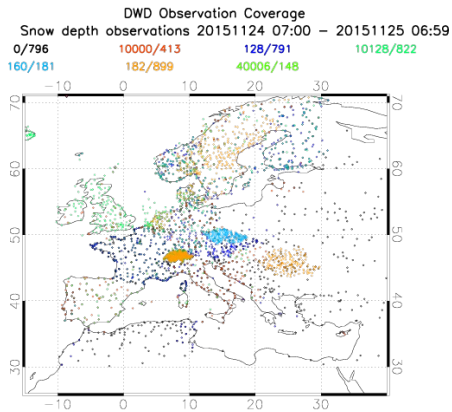 DWD Observation Coverage
Snow depth observations 20151124 07:00 - 20151125 06:59
0/796 10000/413 128/791 10128/822
160/181 182/899 40006/148
-10 0 10 20 30
70 70
60 60
50 50
40 40
30 30
-10 0 10 20 30